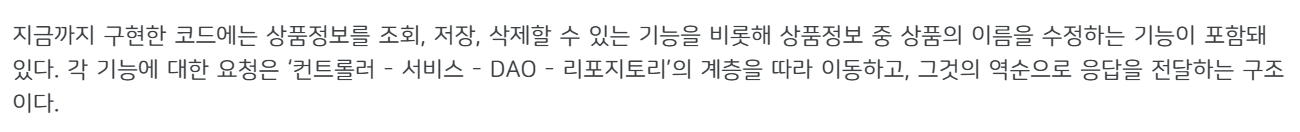 지금까지 구현한 코드에는 상품정보를 조회, 저장, 삭제할 수 있는 기능을 비롯해 상품정보 중 상품의 이름을 수정하는 기능이 포함돼
있다. 각 기능에 대한 요청은 ‘컨트롤러 - 서비스 - DAO - 리포지토리’의 계층을 따라 이동하고, 그것의 역순으로 응답을 전달하는 구조
이다.